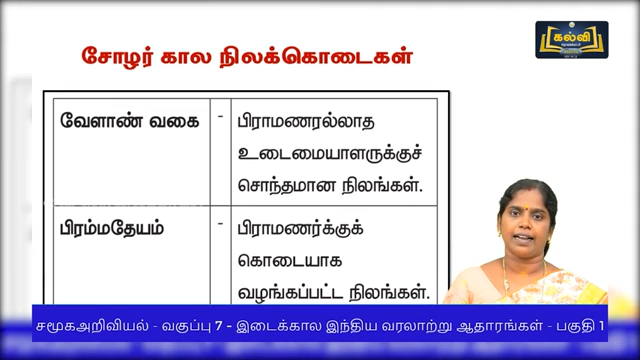 கல்வி
சோழர் கால நிலக்கொடைகள்
வேளாண் வகை - பிராமணரல்லாத
உடைமையாளருக்குச்
சொந்தமான நிலங்கள்.
பிரம்மதேயம் - பிராமணர்க்குக்
கொடையாக
வழங்கப்பட்ட நிலங்கள்.
சமூகஅறிவியல் - வகுப்பு 7 - இடைக்கால இந்திய வரலாற்று ஆதாரங்கள் - பகுதி 1